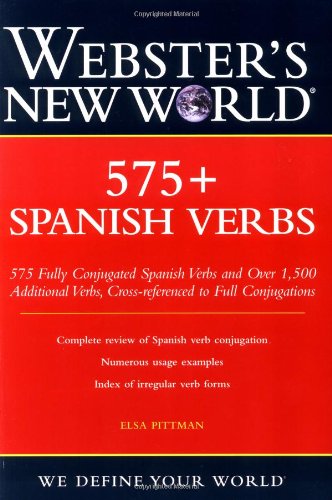 WEBSTER'S
NEW WORLD®
575+
SPANISH VERBS
575 Fully Conjugated Spanish Verbs and Over 1,500
Additional Verbs, Cross-referenced to Full Conjugations
Complete review of Spanish verb conjugation
Numerous usage examples
Index of irregular verb forms
ELSA PITTMAN
WE DEFINE YOUR WORLD®